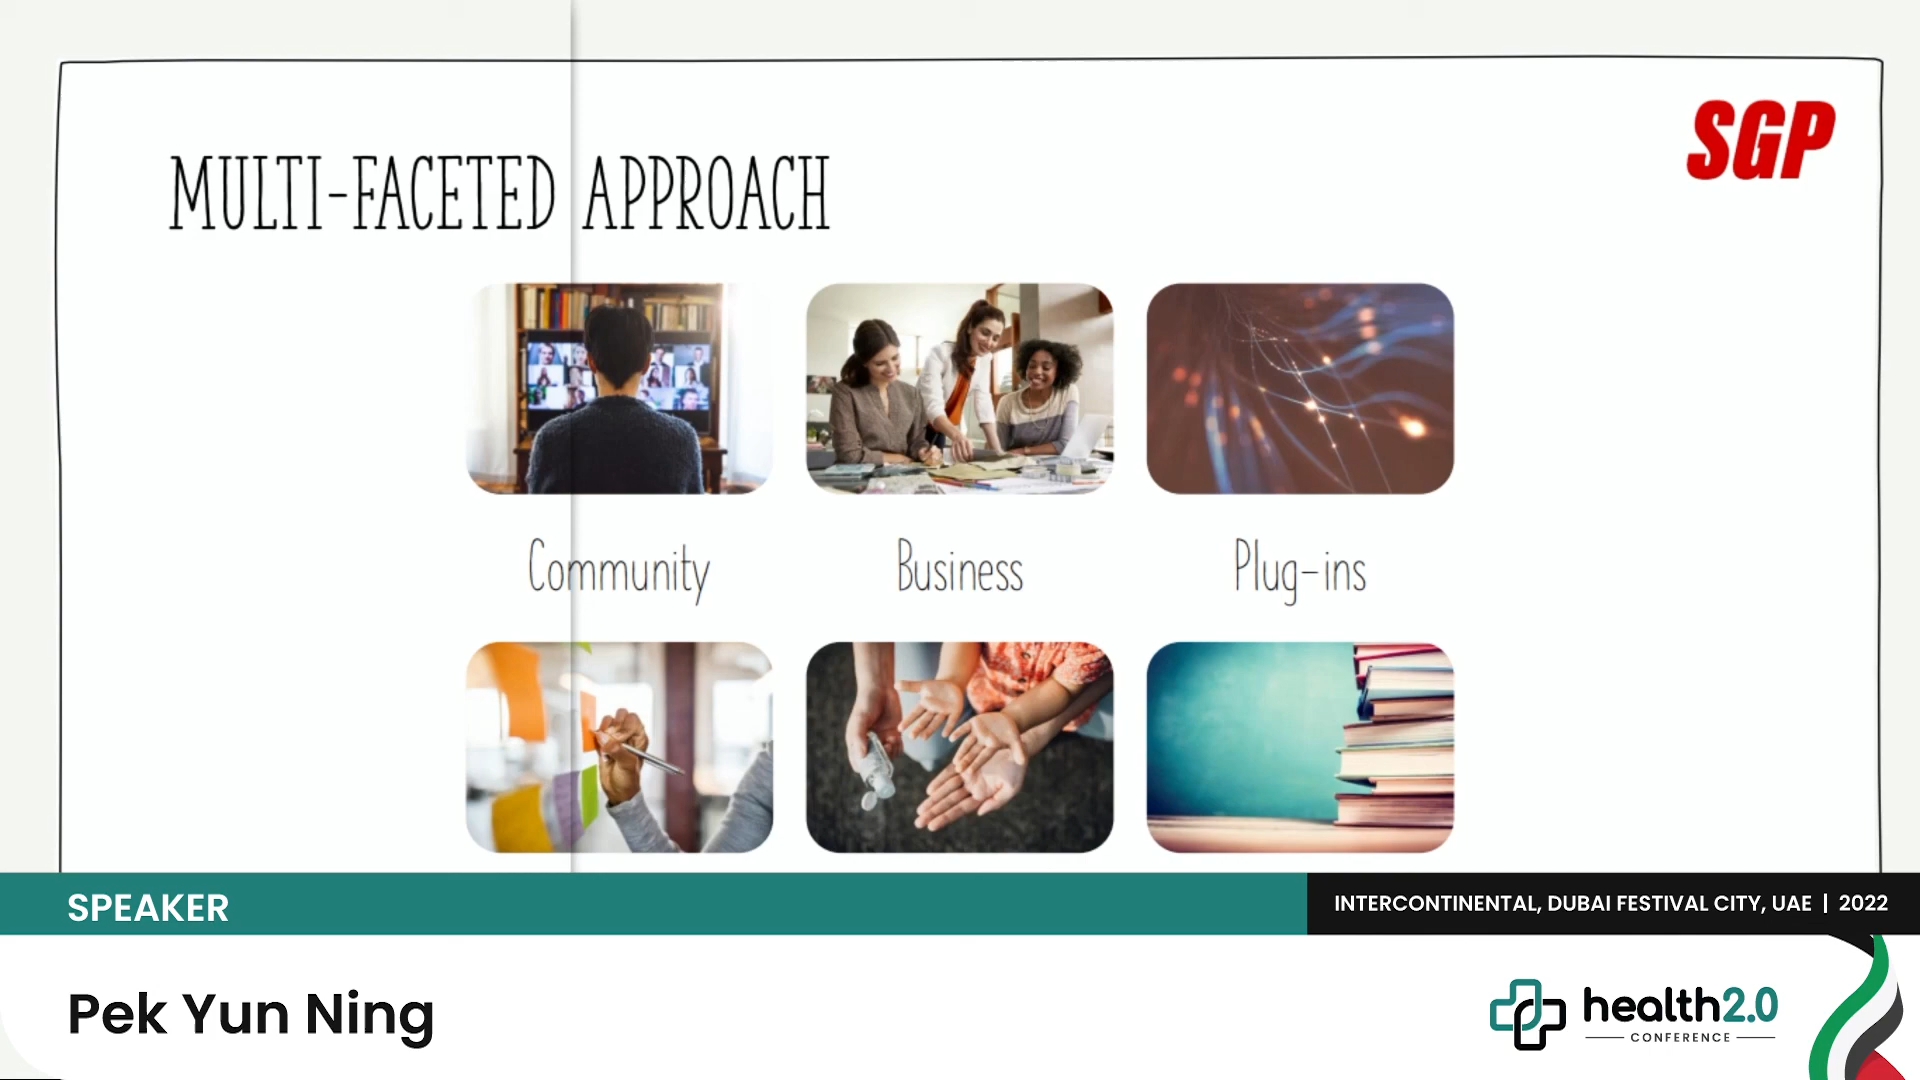 SGP
MULTI-FACETED APPROACH
Community
Business
Plug-ins
SPEAKER
INTERCONTINENTAL, DUBAI FESTIVAL CITY, UAE | 2022
Pek Yun Ning
health2.0
CONFERENCE